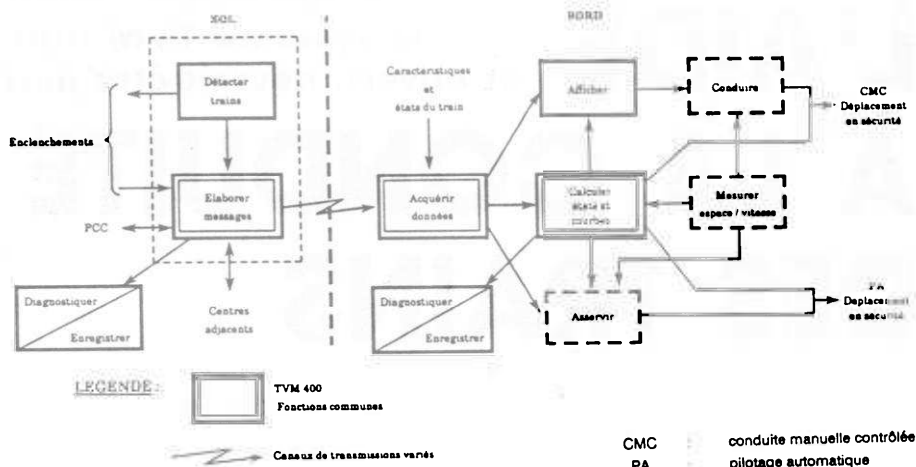 SOL
BORD
Détecter
trains
Caractéristiques
et
états du train
Afficher
Conduire
CMC
Déplacement
en sécurité
Enclenchements
Elaborer
messages
Acquérir
données
Calculer
états et
courbes
Mesurer
espace / vitesse
PCC
Diagnostiquer
Enregistrer
Centres
adjacents
Diagnostiquer
Enregistrer
Asservir
PA
Déplacement
en sécurité
LEGENDE:
TVM 400
Fonctions communes
Canaux de transmissions variés
CMC : conduite manuelle contrôlée
PA : pilotage automatique